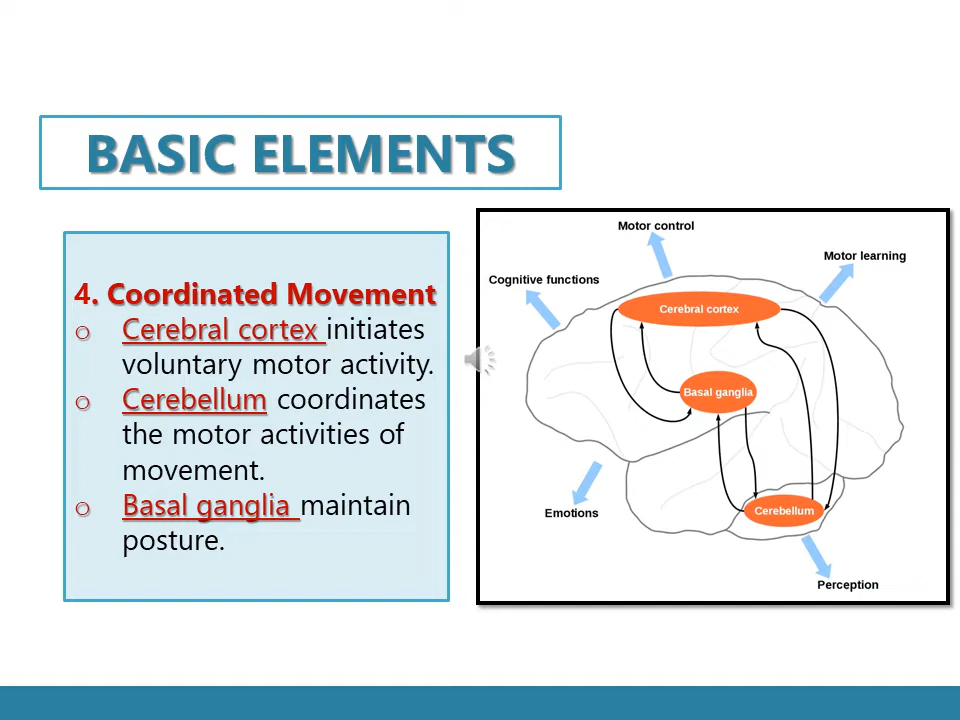 BASIC ELEMENTS
4. Coordinated Movement
o Cerebral cortex initiates
voluntary motor activity.
o Cerebellum coordinates
the motor activities of
movement.
o Basal ganglia maintain
posture.
Motor control
Motor learning
Cognitive functions
Cerebral cortex
Basal ganglia
Cerebellum
Emotions
Perception